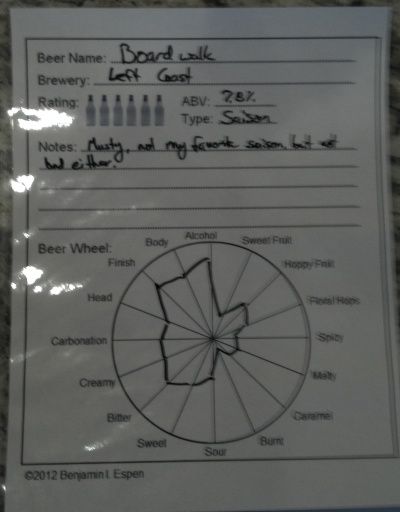 Beer Name: Boardwalk
Brewery: Left Coast
Rating:
ABV: 7.8%
Type: Saison
Notes: Musty, not my favorite saison, but not
bad either.
Beer Wheel:
Alcohol
Sweet Fruit
Hoppy Fruit
Floral Hops
Spicy
Malty
Caramel
Burnt
Sour
Sweet
Bitter
Creamy
Carbonation
Head
Finish
Body
©2012 Benjamin I. Espen